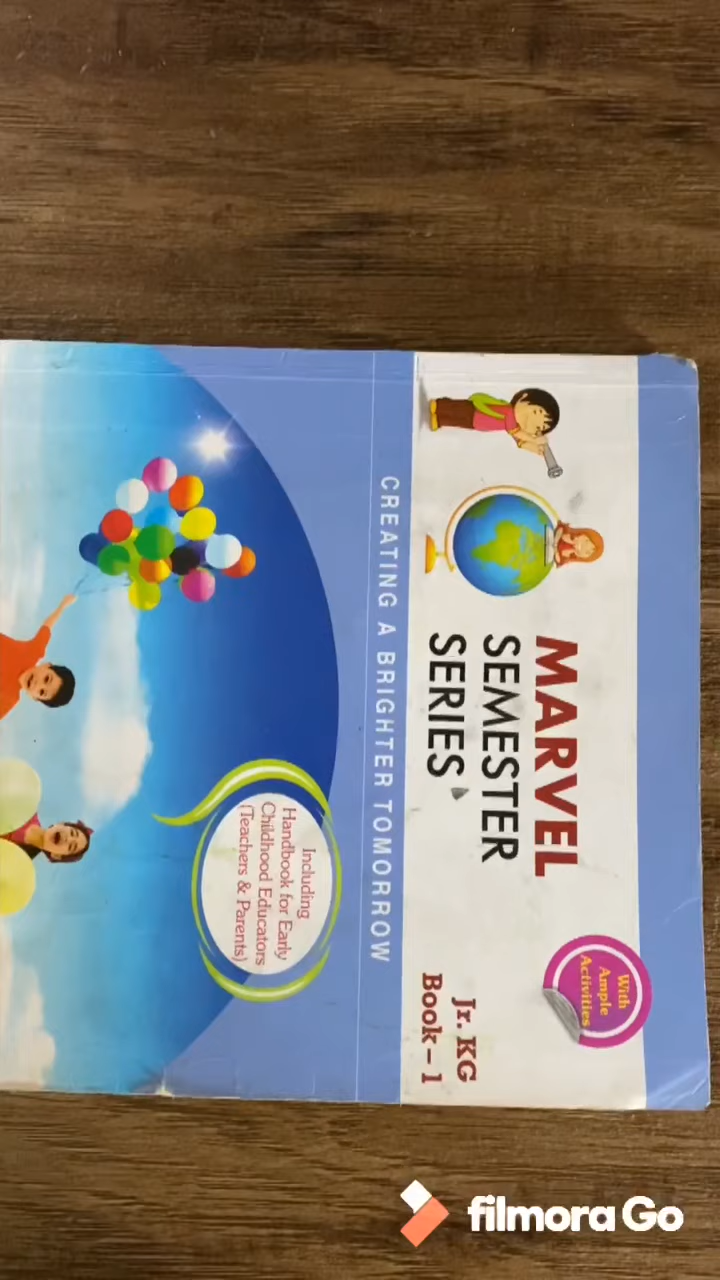 MARVEL
SEMESTER
SERIES
With
Ample
Activities
Jr. KG
Book – 1
CREATING A BRIGHTER TOMORROW
Including
Handbook for Early
Childhood Educators
(Teachers & Parents)
filmora Go